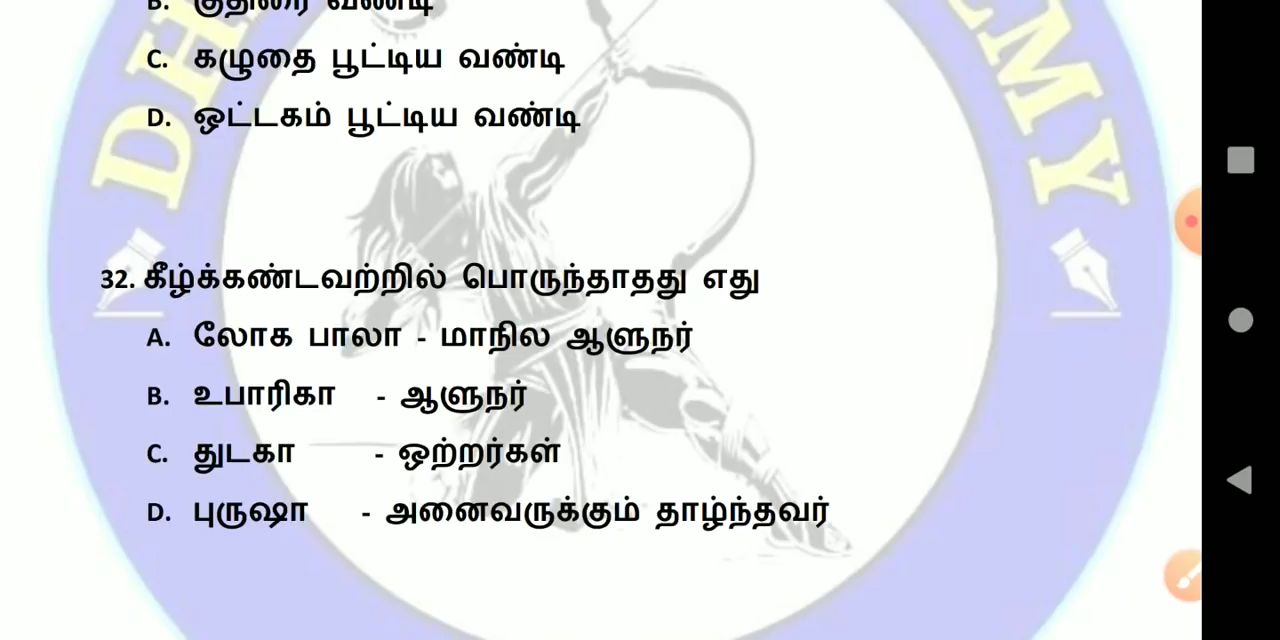 B. குதிரை வண்டி
C. கழுதை பூட்டிய வண்டி
D. ஒட்டகம் பூட்டிய வண்டி
32. கீழ்க்கண்டவற்றில் பொருந்தாதது எது
A. லோக பாலா - மாநில ஆளுநர்
B. உபாரிகா - ஆளுநர்
C. துடகா - ஒற்றர்கள்
D. புருஷா - அனைவருக்கும் தாழ்ந்தவர்